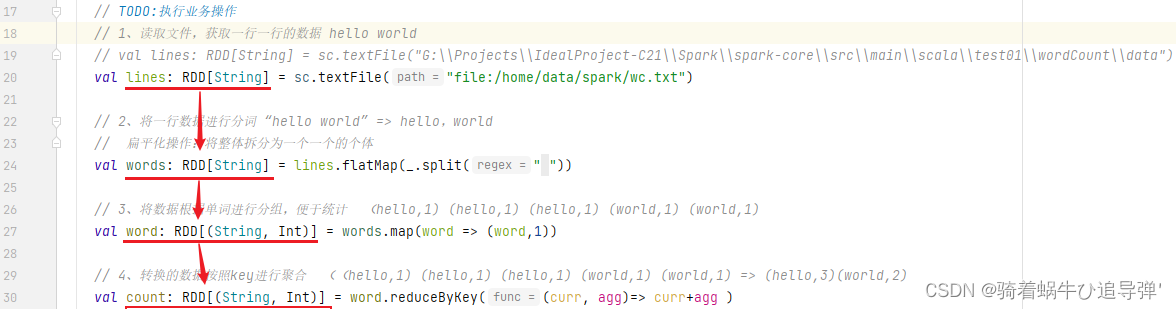 17 // TODO:执行业务操作
18 // 1、读取文件，获取一行一行的数据 hello world
19 // val lines: RDD[String] = sc.textFile("G:\\Projects\\IdealProject-C21\\Spark\\spark-core\\src\\main\\scala\\test01\\wordCount\\data")
20 val lines: RDD[String] = sc.textFile( path = "file:/home/data/spark/wc.txt")
21
22 // 2、将一行数据进行分词 “hello world” => hello，world
23 // 扁平化操作：将整体拆分为一个一个的个体
24 val words: RDD[String] = lines.flatMap(_.split( regex = " "))
25
26 // 3、将数据根据单词进行分组，便于统计 （hello,1) (hello,1) (hello,1) (world,1) (world,1)
27 val word: RDD[(String, Int)] = words.map(word => (word,1))
28
29 // 4、转换的数据按照key进行聚合 （（hello,1) (hello,1) (hello,1) (world,1) (world,1) => (hello,3)(world,2)
30 val count: RDD[(String, Int)] = word.reduceByKey( func = (curr, agg)=> curr+agg )
CSDN @骑着蜗牛ひ追导弹'